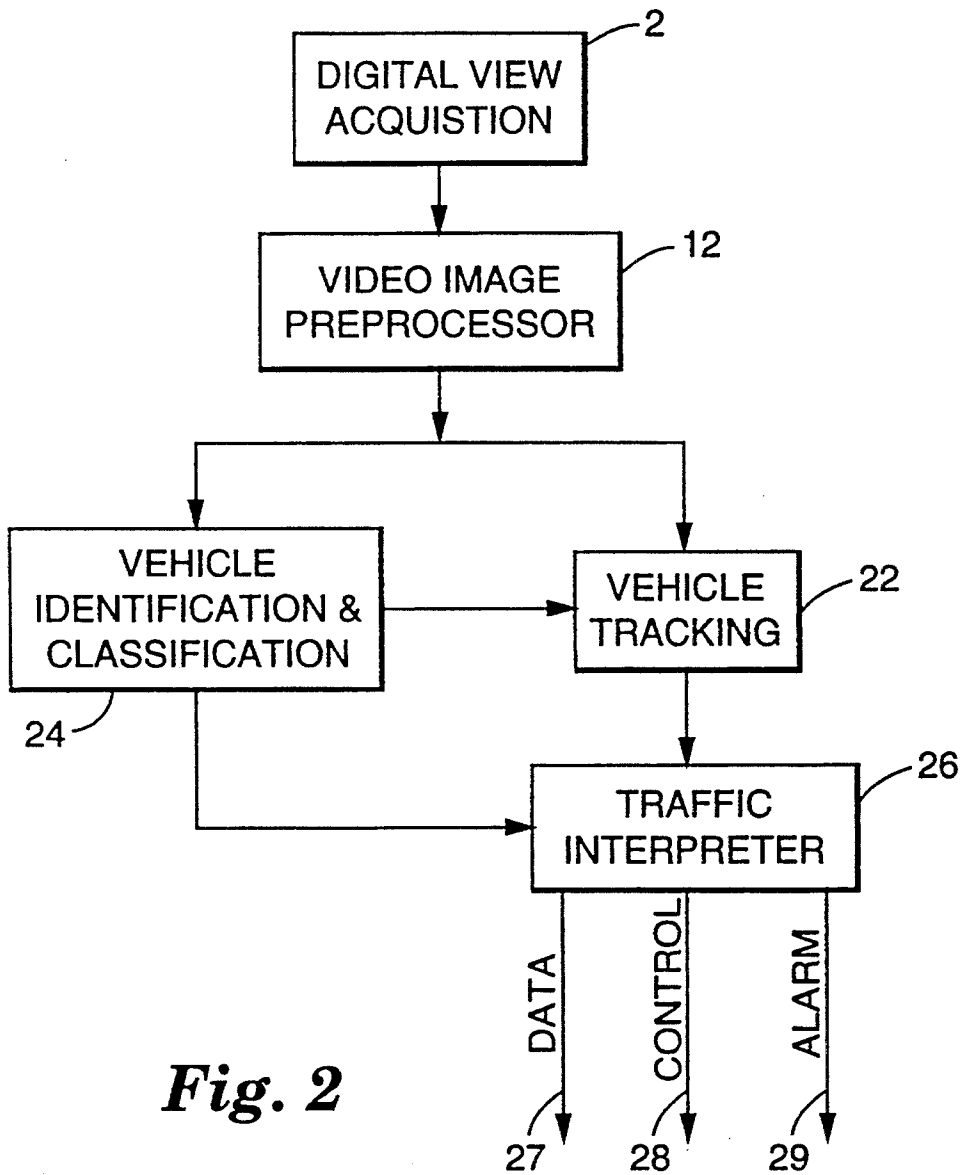 2
DIGITAL VIEW
ACQUISTION
12
VIDEO IMAGE
PREPROCESSOR
VEHICLE
IDENTIFICATION &
CLASSIFICATION
24
VEHICLE
TRACKING
22
TRAFFIC
INTERPRETER
26
DATA
CONTROL
ALARM
27
28
29
Fig. 2